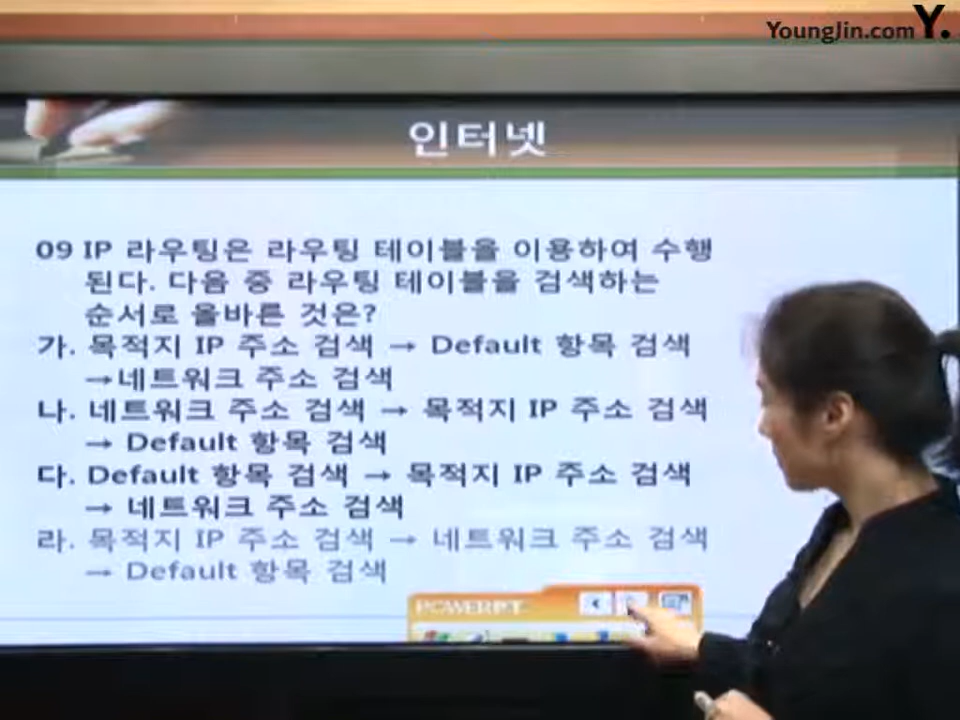 YoungJin.com Y.
인터넷
09 IP 라우팅은 라우팅 테이블을 이용하여 수행
된다. 다음 중 라우팅 테이블을 검색하는
순서로 올바른 것은?
가. 목적지 IP 주소 검색 → Default 항목 검색
→네트워크 주소 검색
나. 네트워크 주소 검색 → 목적지 IP 주소 검색
→ Default 항목 검색
다. Default 항목 검색 → 목적지 IP 주소 검색
→ 네트워크 주소 검색
라. 목적지 IP 주소 검색 → 네트워크 주소 검색
→ Default 항목 검색
POWERPT